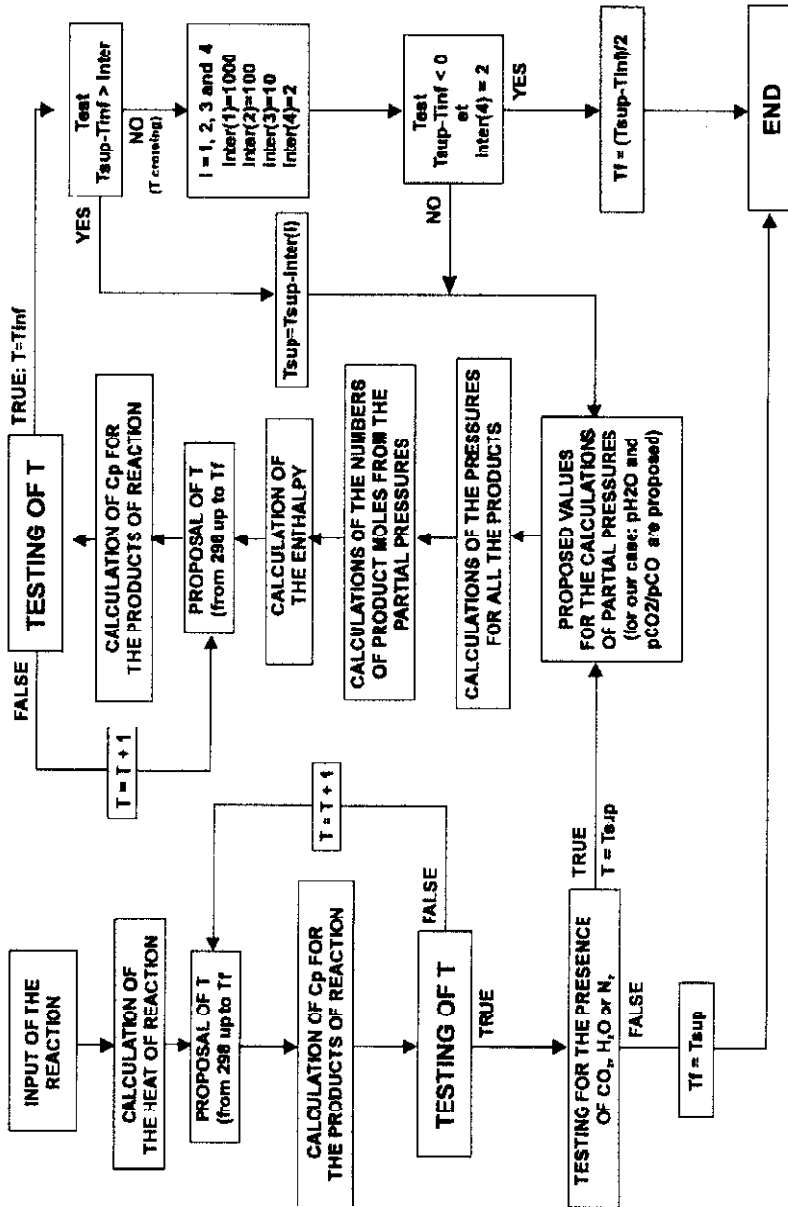 INPUT OF THE
REACTION
CALCULATION OF
THE HEAT OF REACTION
PROPOSAL OF T
(from 298 up to Tf)
CALCULATION OF Cp FOR
THE PRODUCTS OF REACTION
TESTING OF T
FALSE
T = T + 1
TRUE
TESTING FOR THE PRESENCE
OF CO₂, H₂O or N₂
TRUE
T = Tsup
FALSE
Tf = Tsup
TESTING OF T
FALSE
T = T + 1
TRUE: T=Tinf
CALCULATION OF Cp FOR
THE PRODUCTS OF REACTION
PROPOSAL OF T
(from 298 up to Tf)
CALCULATION OF
THE ENTHALPY
CALCULATIONS OF THE NUMBERS
OF PRODUCT MOLES FROM THE
PARTIAL PRESSURES
CALCULATIONS OF THE PRESSURES
FOR ALL THE PRODUCTS
PROPOSED VALUES
FOR THE CALCULATIONS
OF PARTIAL PRESSURES
(for our case: pH2O and
pCO2/pCO are proposed)
Test
Tsup-Tinf > Inter
YES
NO
(T crossing)
Tsup=Tsup-Inter(I)
I = 1, 2, 3 and 4
Inter(1)=1000
Inter(2)=100
Inter(3)=10
Inter(4)=2
Test
Tsup-Tinf < 0
at
Inter(4) = 2
NO
YES
Tf = (Tsup-Tinf)/2
END